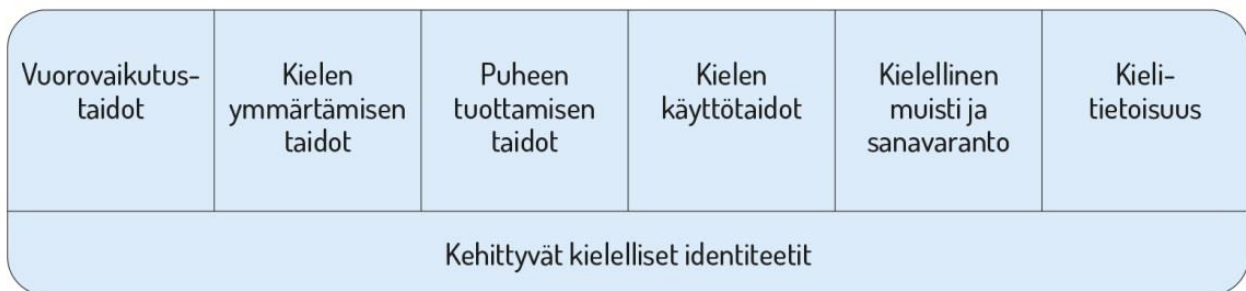 Vuorovaikutus-
taidot
Kielen
ymmärtämisen
taidot
Puheen
tuottamisen
taidot
Kielen
käyttötaidot
Kielellinen
muisti ja
sanavaranto
Kieli-
tietoisuus
Kehittyvät kielelliset identiteetit